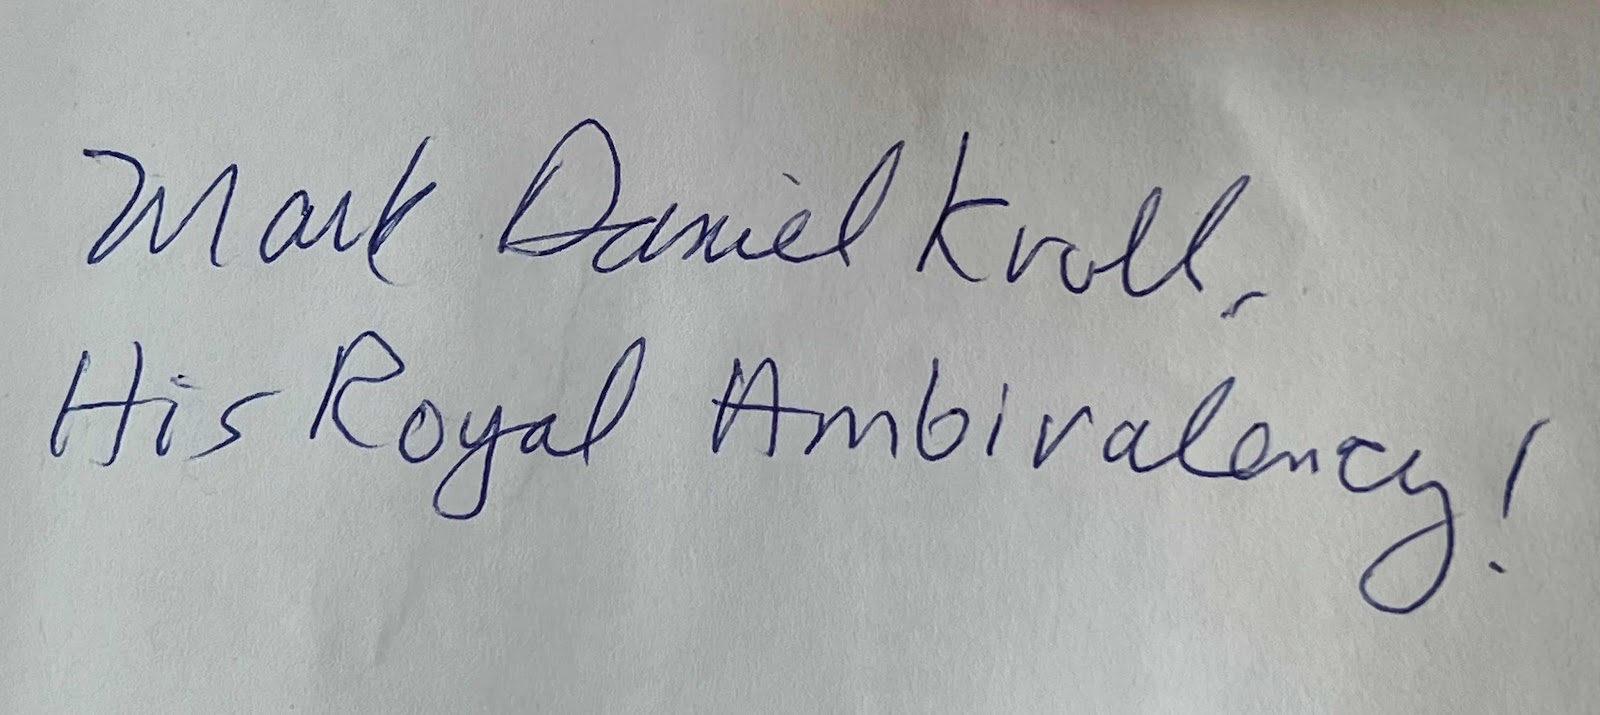 Mark Daniel Kroll,
His Royal Ambivalency!